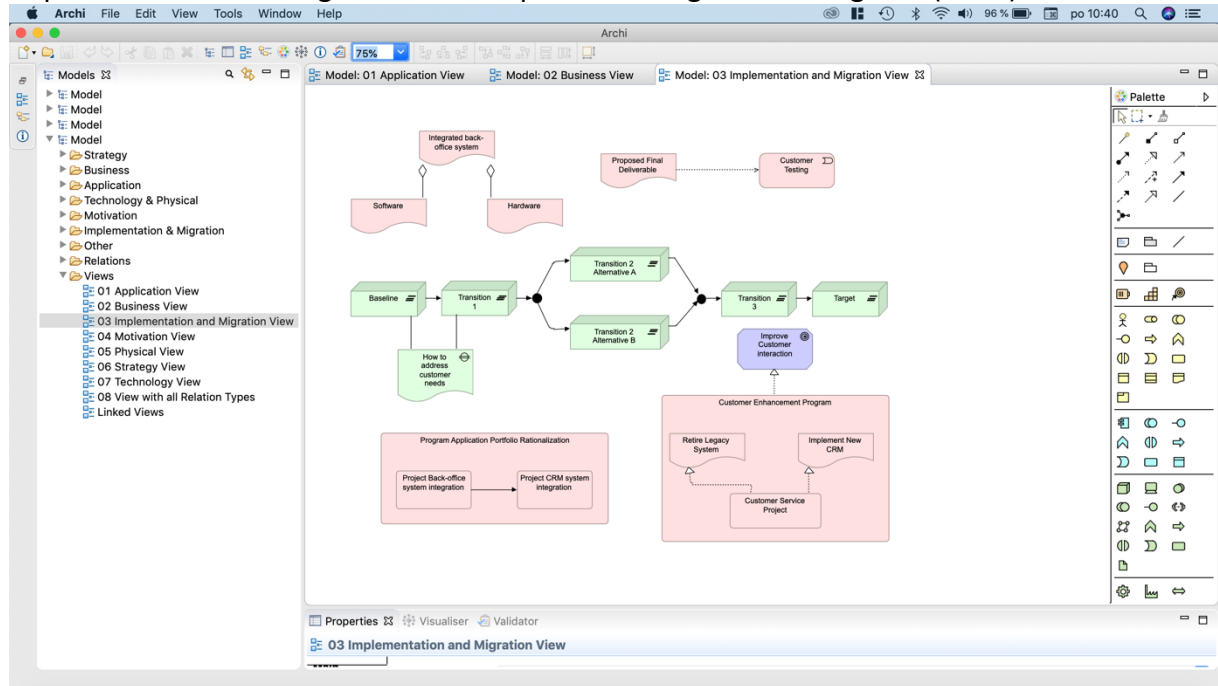 Archi File Edit View Tools Window Help 96 % po 10:40
Archi
75%
Models
Model
Model
Model
Model
Strategy
Business
Application
Technology & Physical
Motivation
Implementation & Migration
Other
Relations
Views
01 Application View
02 Business View
03 Implementation and Migration View
04 Motivation View
05 Physical View
06 Strategy View
07 Technology View
08 View with all Relation Types
Linked Views
Model: 01 Application View
Model: 02 Business View
Model: 03 Implementation and Migration View
Integrated back-
office system
Software
Hardware
Proposed Final
Deliverable
Customer
Testing
Baseline
Transition
1
Transition 2
Alternative A
Transition 2
Alternative B
Transition
3
Target
How to
address
customer
needs
Improve
Customer
interaction
Program Application Portfolio Rationalization
Project Back-office
system integration
Project CRM system
integration
Customer Enhancement Program
Retire Legacy
System
Implement New
CRM
Customer Service
Project
Palette
Properties
Visualiser
Validator
03 Implementation and Migration View